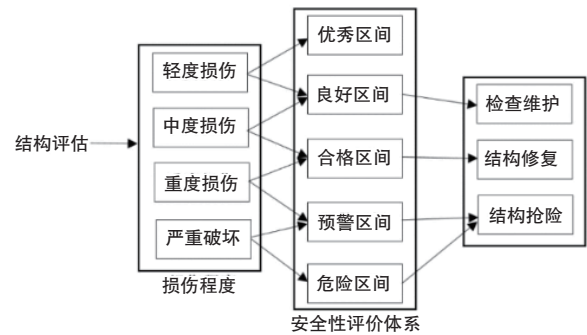 结构评估
轻度损伤
中度损伤
重度损伤
严重破坏
损伤程度
优秀区间
良好区间
合格区间
预警区间
危险区间
安全性评价体系
检查维护
结构修复
结构抢险